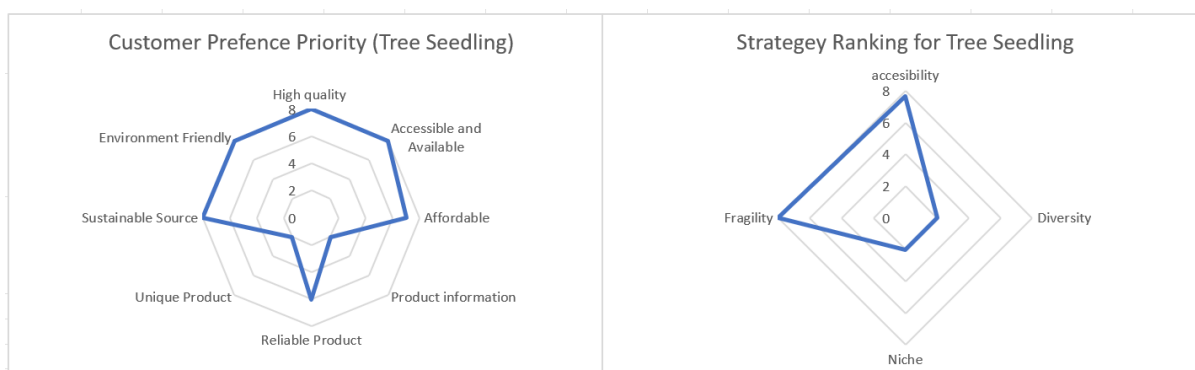 Customer Prefence Priority (Tree Seedling)
High quality
8
6
4
2
0
Accessible and
Available
Affordable
Product information
Reliable Product
Unique Product
Sustainable Source
Environment Friendly
Strategey Ranking for Tree Seedling
accesibility
8
6
4
2
0
Diversity
Niche
Fragility